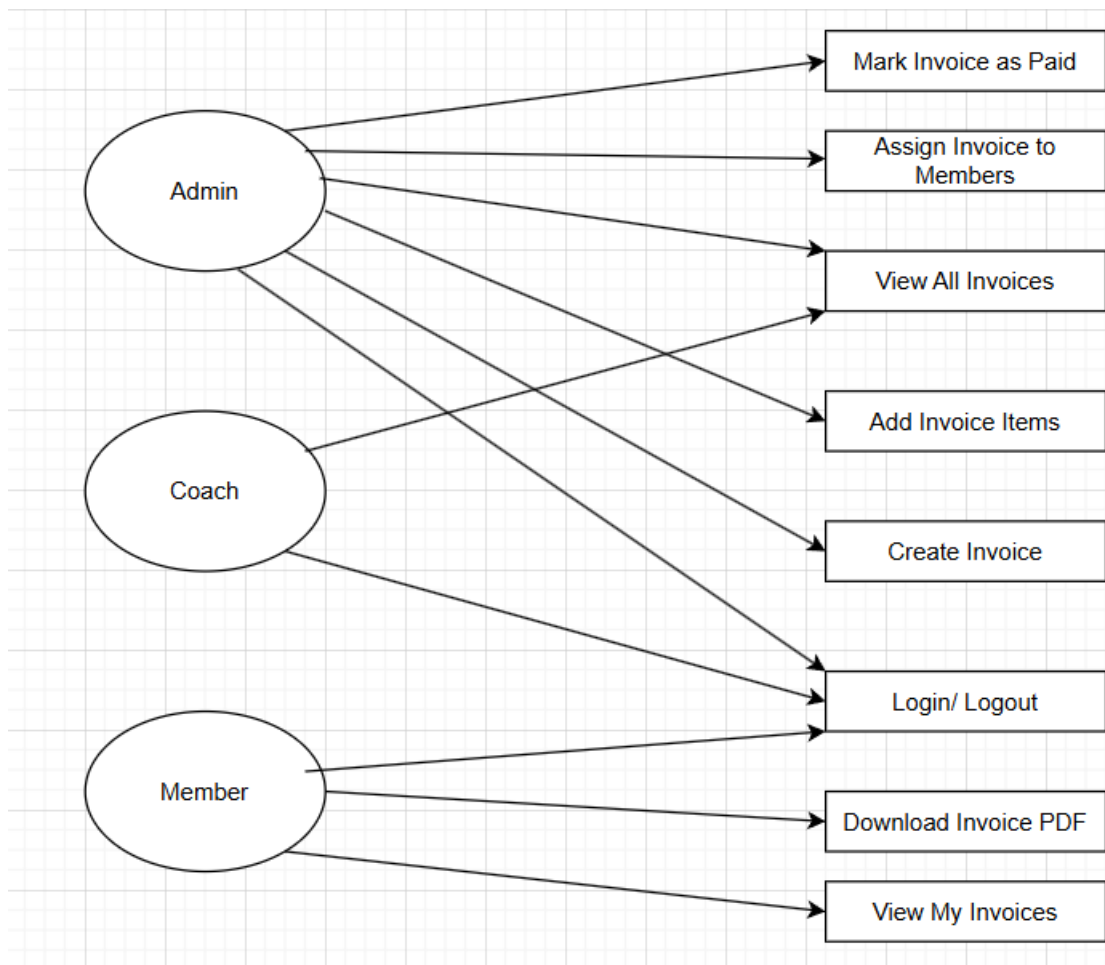 Mark Invoice as Paid
Admin
Assign Invoice to
Members
View All Invoices
Add Invoice Items
Coach
Create Invoice
Login/ Logout
Member
Download Invoice PDF
View My Invoices